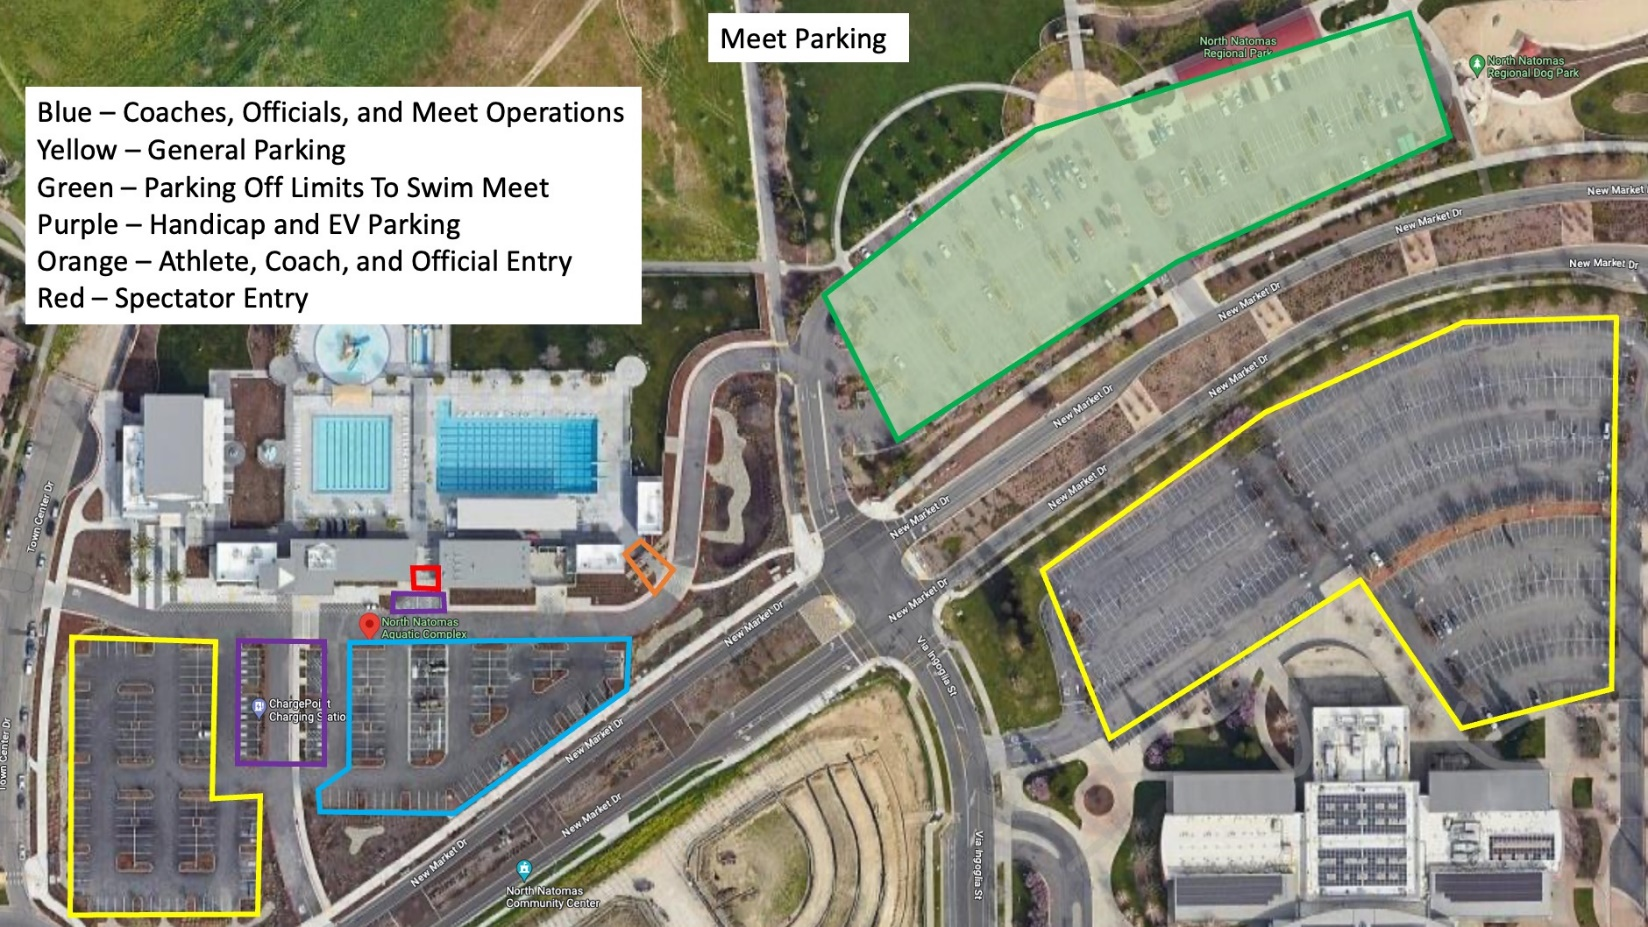 Meet Parking
Blue – Coaches, Officials, and Meet Operations
Yellow – General Parking
Green – Parking Off Limits To Swim Meet
Purple – Handicap and EV Parking
Orange – Athlete, Coach, and Official Entry
Red – Spectator Entry
North Natomas
Regional Park
North Natomas
Regional Dog Park
New Market
New Market Dr
New Market Dr
New Market Dr
New Market Dr
New Market Dr
New Market Dr
New Market Dr
New Market Dr
New Market Dr
Town Center Dr
North Natomas
Aquatic Complex
New Market Dr
Via Ingoglia St
ChargePoint
Charging Statio
Town Center Dr
New Market Dr
New Market Dr
New Market Dr
Via Ingoglia St
North Natomas
Community Center